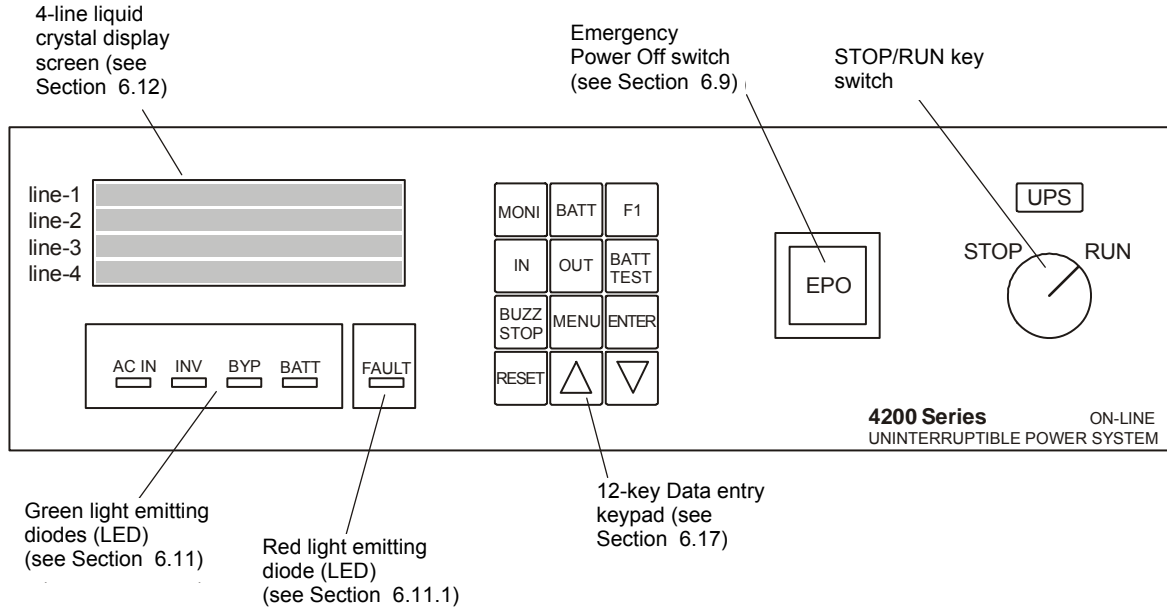 4-line liquid
crystal display
screen (see
Section 6.12)
Emergency
Power Off switch
(see Section 6.9)
STOP/RUN key
switch
line-1
line-2
line-3
line-4
MONI BATT F1
IN OUT BATT TEST
BUZZ STOP MENU ENTER
RESET
EPO
UPS
STOP RUN
AC IN INV BYP BATT FAULT
4200 Series ON-LINE
UNINTERRUPTIBLE POWER SYSTEM
Green light emitting
diodes (LED)
(see Section 6.11)
Red light emitting
diode (LED)
(see Section 6.11.1)
12-key Data entry
keypad (see
Section 6.17)